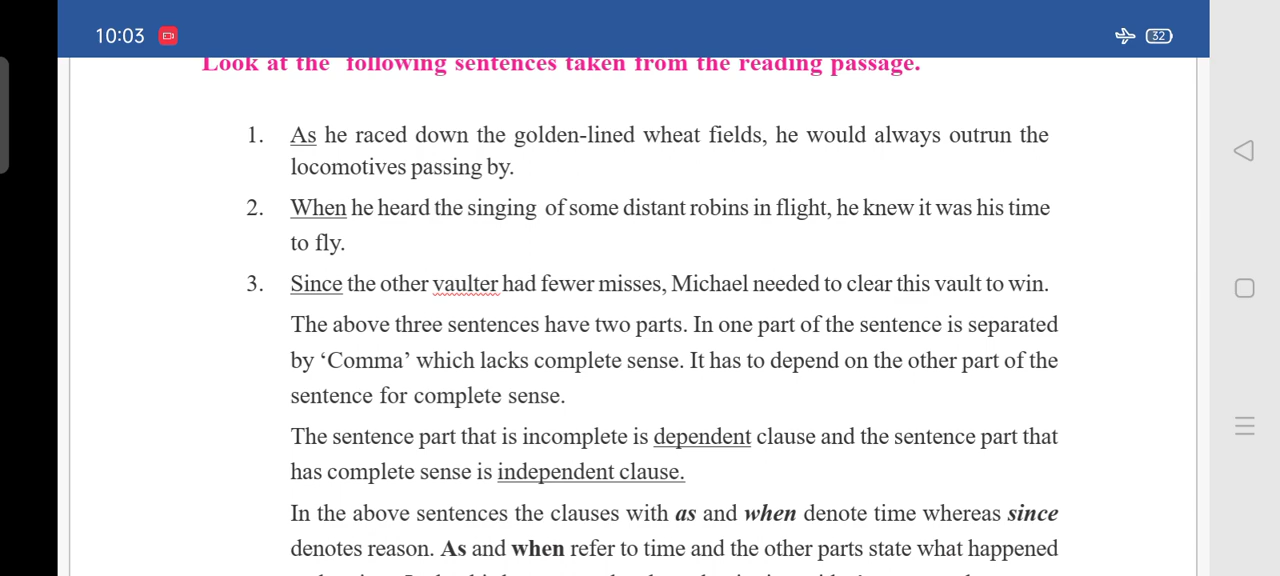 10:03
32
Look at the following sentences taken from the reading passage.
1. As he raced down the golden-lined wheat fields, he would always outrun the
locomotives passing by.
2. When he heard the singing of some distant robins in flight, he knew it was his time
to fly.
3. Since the other vaulter had fewer misses, Michael needed to clear this vault to win.
The above three sentences have two parts. In one part of the sentence is separated
by ‘Comma’ which lacks complete sense. It has to depend on the other part of the
sentence for complete sense.
The sentence part that is incomplete is dependent clause and the sentence part that
has complete sense is independent clause.
In the above sentences the clauses with as and when denote time whereas since
denotes reason. As and when refer to time and the other parts state what happened